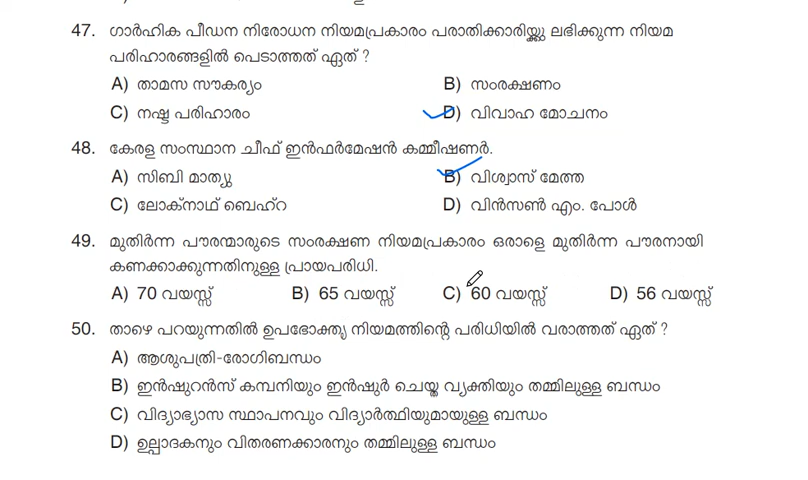 47. ഗാർഹിക പീഡന നിരോധന നിയമപ്രകാരം പരാതിക്കാരിയ്ക്കു ലഭിക്കുന്ന നിയമ
പരിഹാരങ്ങളിൽ പെടാത്തത് ഏത് ?
A) താമസ സൗകര്യം B) സംരക്ഷണം
C) നഷ്ട പരിഹാരം D) വിവാഹ മോചനം
48. കേരള സംസ്ഥാന ചീഫ് ഇൻഫർമേഷൻ കമ്മീഷണർ.
A) സിബി മാത്യു B) വിശ്വാസ് മേത്ത
C) ലോക്നാഥ് ബെഹ്റ D) വിൻസൺ എം. പോൾ
49. മുതിർന്ന പൗരന്മാരുടെ സംരക്ഷണ നിയമപ്രകാരം ഒരാളെ മുതിർന്ന പൗരനായി
കണക്കാക്കുന്നതിനുള്ള പ്രായപരിധി.
A) 70 വയസ്സ് B) 65 വയസ്സ് C) 60 വയസ്സ് D) 56 വയസ്സ്
50. താഴെ പറയുന്നതിൽ ഉപഭോക്തൃ നിയമത്തിന്റെ പരിധിയിൽ വരാത്തത് ഏത് ?
A) ആശുപത്രി-രോഗിബന്ധം
B) ഇൻഷുറൻസ് കമ്പനിയും ഇൻഷുർ ചെയ്ത വ്യക്തിയും തമ്മിലുള്ള ബന്ധം
C) വിദ്യാഭ്യാസ സ്ഥാപനവും വിദ്യാർത്ഥിയുമായുള്ള ബന്ധം
D) ഉല്പാദകനും വിതരണക്കാരനും തമ്മിലുള്ള ബന്ധം